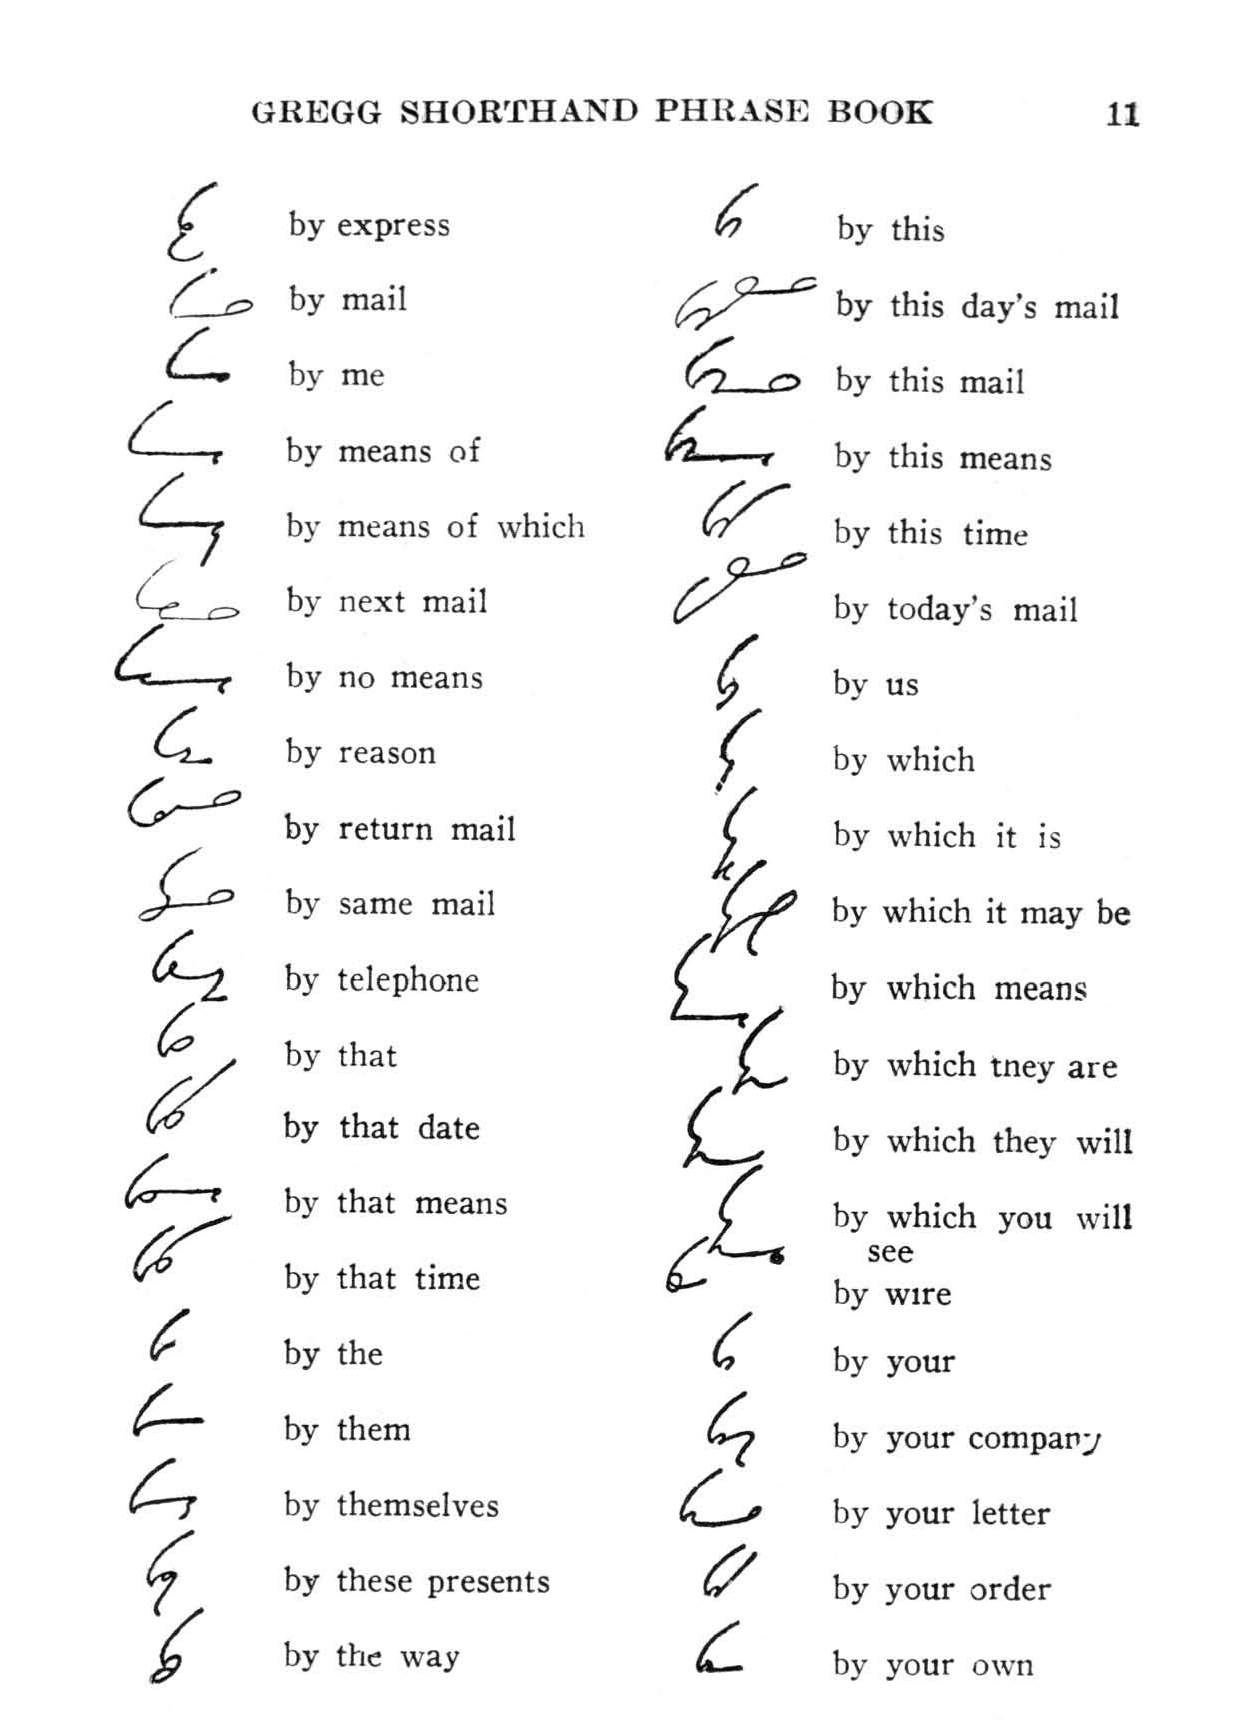 GREGG SHORTHAND PHRASE BOOK 11
by express
by mail
by me
by means of
by means of which
by next mail
by no means
by reason
by return mail
by same mail
by telephone
by that
by that date
by that means
by that time
by the
by them
by themselves
by these presents
by the way
by this
by this day's mail
by this mail
by this means
by this time
by today's mail
by us
by which
by which it is
by which it may be
by which means
by which tney are
by which they will
by which you will
see
by wire
by your
by your company
by your letter
by your order
by your own